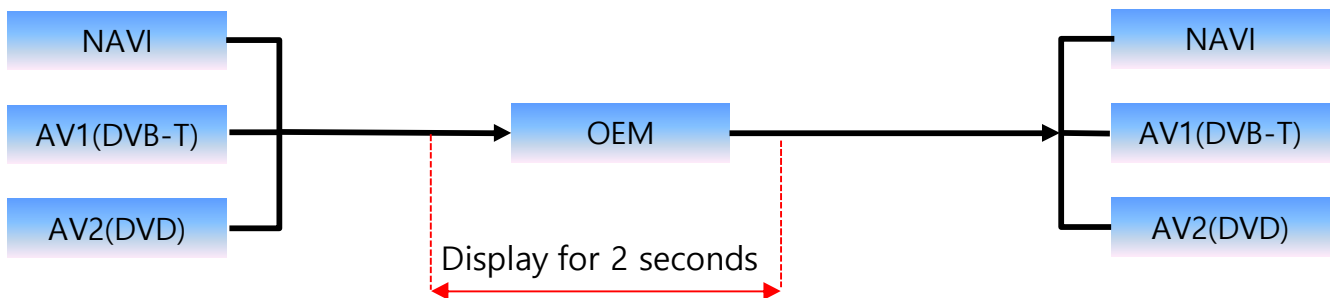 NAVI
AV1(DVB-T)
AV2(DVD)
OEM
Display for 2 seconds
NAVI
AV1(DVB-T)
AV2(DVD)